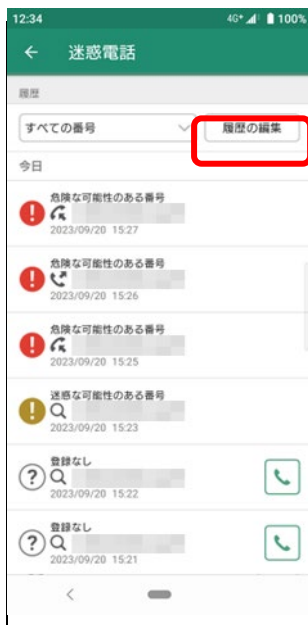 12:34 4G+ 100%
迷惑電話
履歴
すべての番号 履歴の編集
今日
危険な可能性のある番号
2023/09/20 15:27
危険な可能性のある番号
2023/09/20 15:26
危険な可能性のある番号
2023/09/20 15:25
迷惑な可能性のある番号
2023/09/20 15:23
登録なし
2023/09/20 15:22
登録なし
2023/09/20 15:21